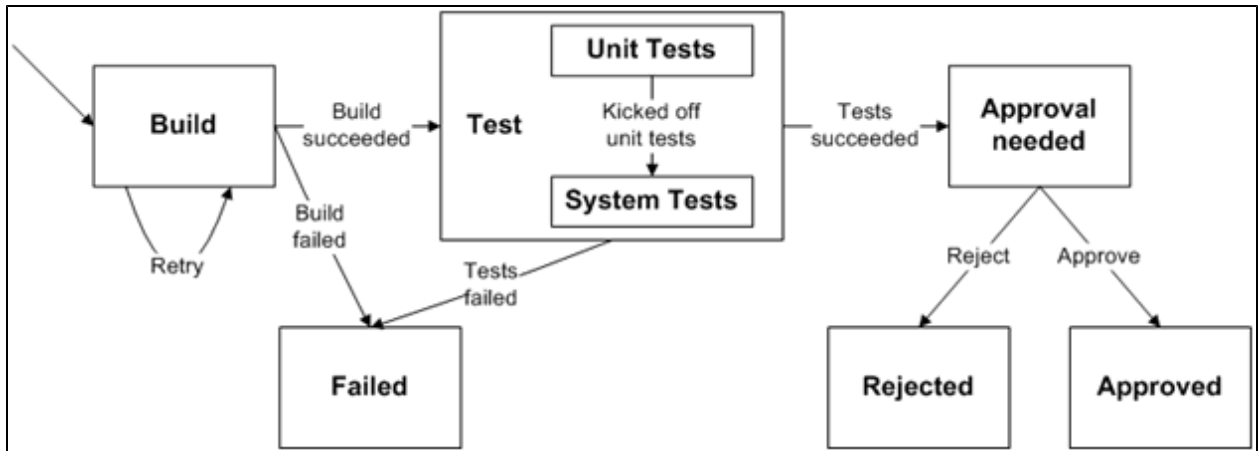 Unit Tests
Build
Build
succeeded
Test
Kicked off
unit tests
Tests
succeeded
Approval
needed
System Tests
Build
failed
Retry
Tests
failed
Reject
Approve
Failed
Rejected
Approved